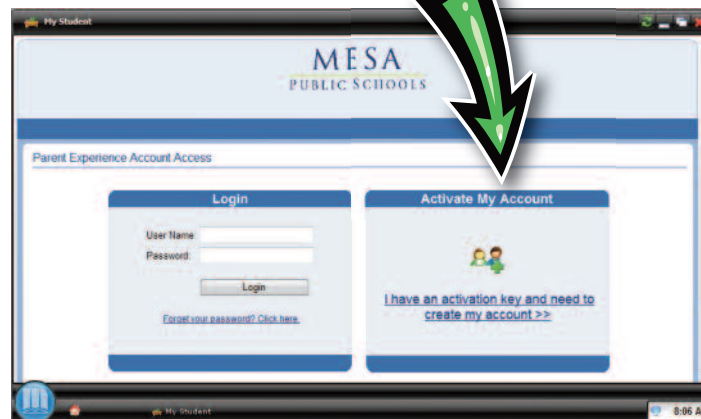 My Student
MESA
PUBLIC SCHOOLS
Parent Experience Account Access
Login
User Name
Password:
Login
Forget your password? Click here.
Activate My Account
I have an activation key and need to
create my account >>
My Student
8:06 A